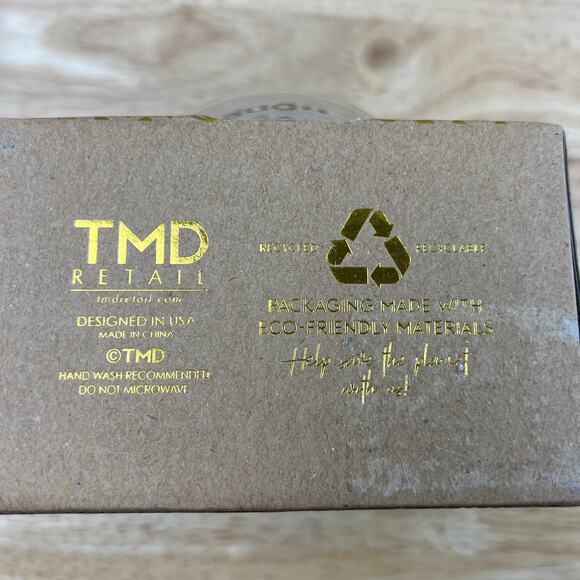 TMD
RETAIL
tmdretail.com
DESIGNED IN USA
MADE IN CHINA
©TMD
HAND WASH RECOMMENDED
DO NOT MICROWAVE
RECYCLED RECYCLABLE
PACKAGING MADE WITH
ECO-FRIENDLY MATERIALS
Help save the planet
with us!